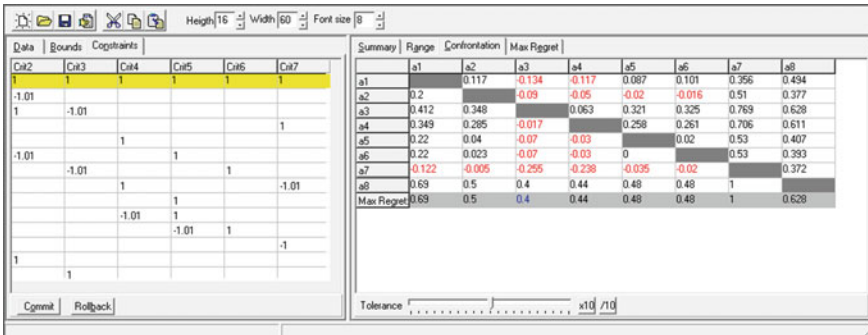 Heigth 16 Width 60 Font size 8
Data Bounds Constraints
Crit2 Crit3 Crit4 Crit5 Crit6 Crit7
1 1 1 1 1 1
-1.01
1 -1.01
1
1
-1.01 1
-1.01 1
1 -1.01
1
-1.01 1
-1.01 1
-1
1
1
Commit Rollback
Summary Range Confrontation Max Regret
a1 a2 a3 a4 a5 a6 a7 a8
a1 0.117 -0.134 -0.117 0.087 0.101 0.356 0.494
a2 0.2 -0.09 -0.05 -0.02 -0.016 0.51 0.377
a3 0.412 0.348 0.063 0.321 0.325 0.769 0.628
a4 0.349 0.285 -0.017 0.258 0.261 0.706 0.611
a5 0.22 0.04 -0.07 -0.03 0.02 0.53 0.407
a6 0.22 0.023 -0.07 -0.03 0 0.53 0.393
a7 -0.122 -0.005 -0.255 -0.238 -0.035 -0.02 0.372
a8 0.69 0.5 0.4 0.44 0.48 0.48 1
Max Regret 0.69 0.5 0.4 0.44 0.48 0.48 1 0.628
Tolerance x10 /10